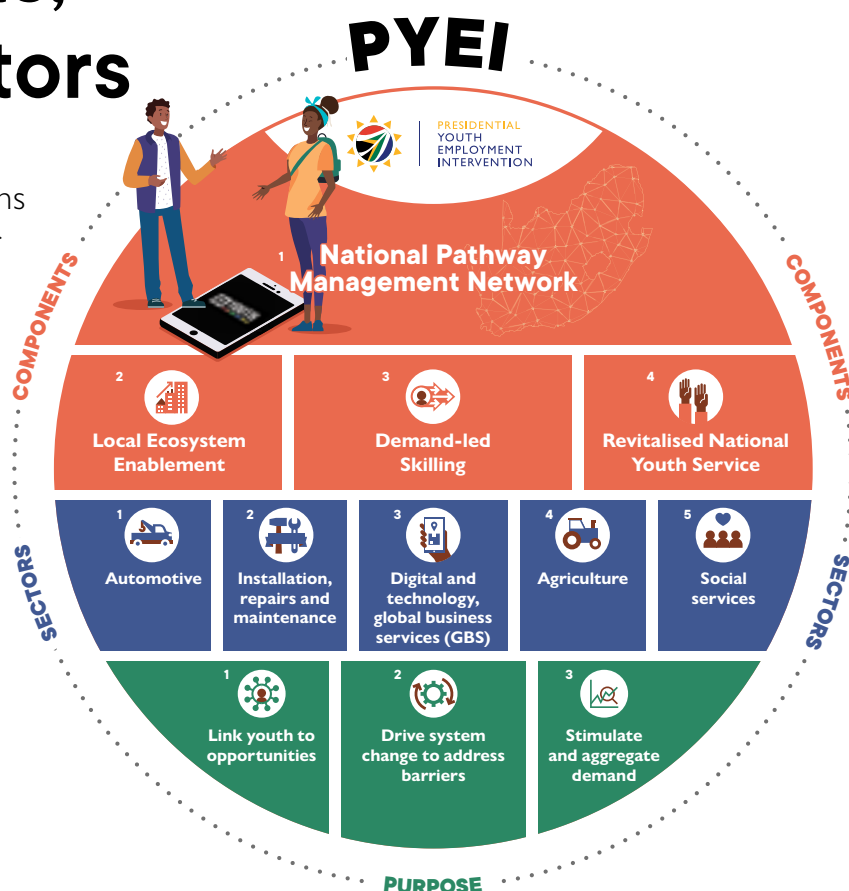 PYEI
tors
ns
PRESIDENTIAL
YOUTH
EMPLOYMENT
INTERVENTION
COMPONENTS
COMPONENTS
1
National Pathway
Management Network
2
Local Ecosystem
Enablement
3
Demand-led
Skilling
4
Revitalised National
Youth Service
SECTORS
SECTORS
1
Automotive
2
Installation,
repairs and
maintenance
3
Digital and
technology,
global business
services (GBS)
4
Agriculture
5
Social
services
1
Link youth to
opportunities
2
Drive system
change to address
barriers
3
Stimulate
and aggregate
demand
PURPOSE